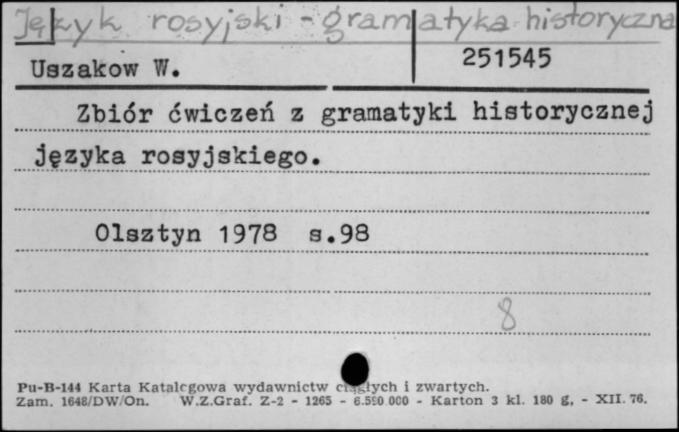 Język rosyjski - gramatyka historyczna
Uszakow W.
251545
Zbiór ćwiczeń z gramatyki historycznej
języka rosyjskiego.
Olsztyn 1978 s.98
8
Pu-B-144 Karta Katalogowa wydawnictw ciągłych i zwartych.
Zam. 1648/DW/On. W.Z.Graf. Z-2 - 1265 - 6.590.000 - Karton 3 kl. 180 g, - XII. 76.